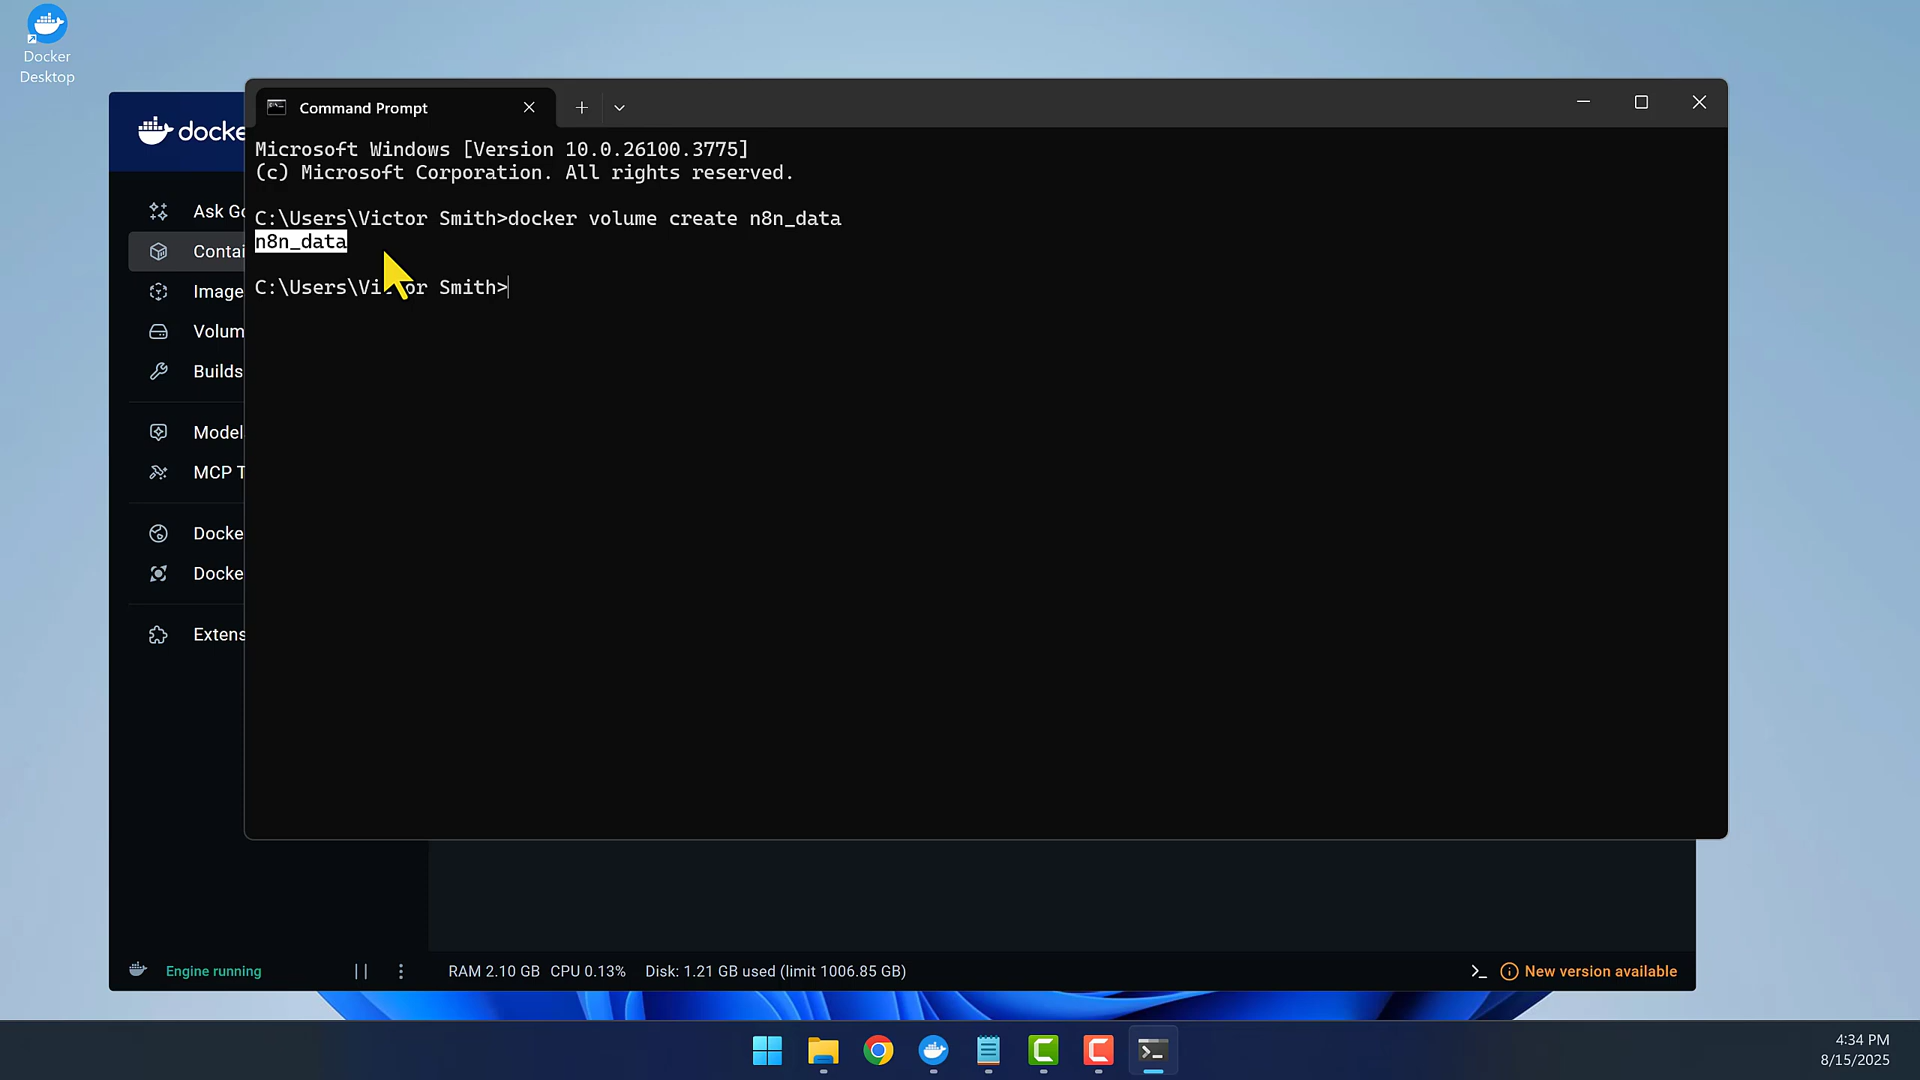 Docker
Desktop
docke
Command Prompt
Microsoft Windows [Version 10.0.26100.3775]
(c) Microsoft Corporation. All rights reserved.
C:\Users\Victor Smith>docker volume create n8n_data
n8n_data
C:\Users\Victor Smith>
Ask Go
Contai
Image
Volum
Builds
Model
MCP T
Docke
Docke
Extens
Engine running
RAM 2.10 GB CPU 0.13% Disk: 1.21 GB used (limit 1006.85 GB)
New version available
4:34 PM
8/15/2025